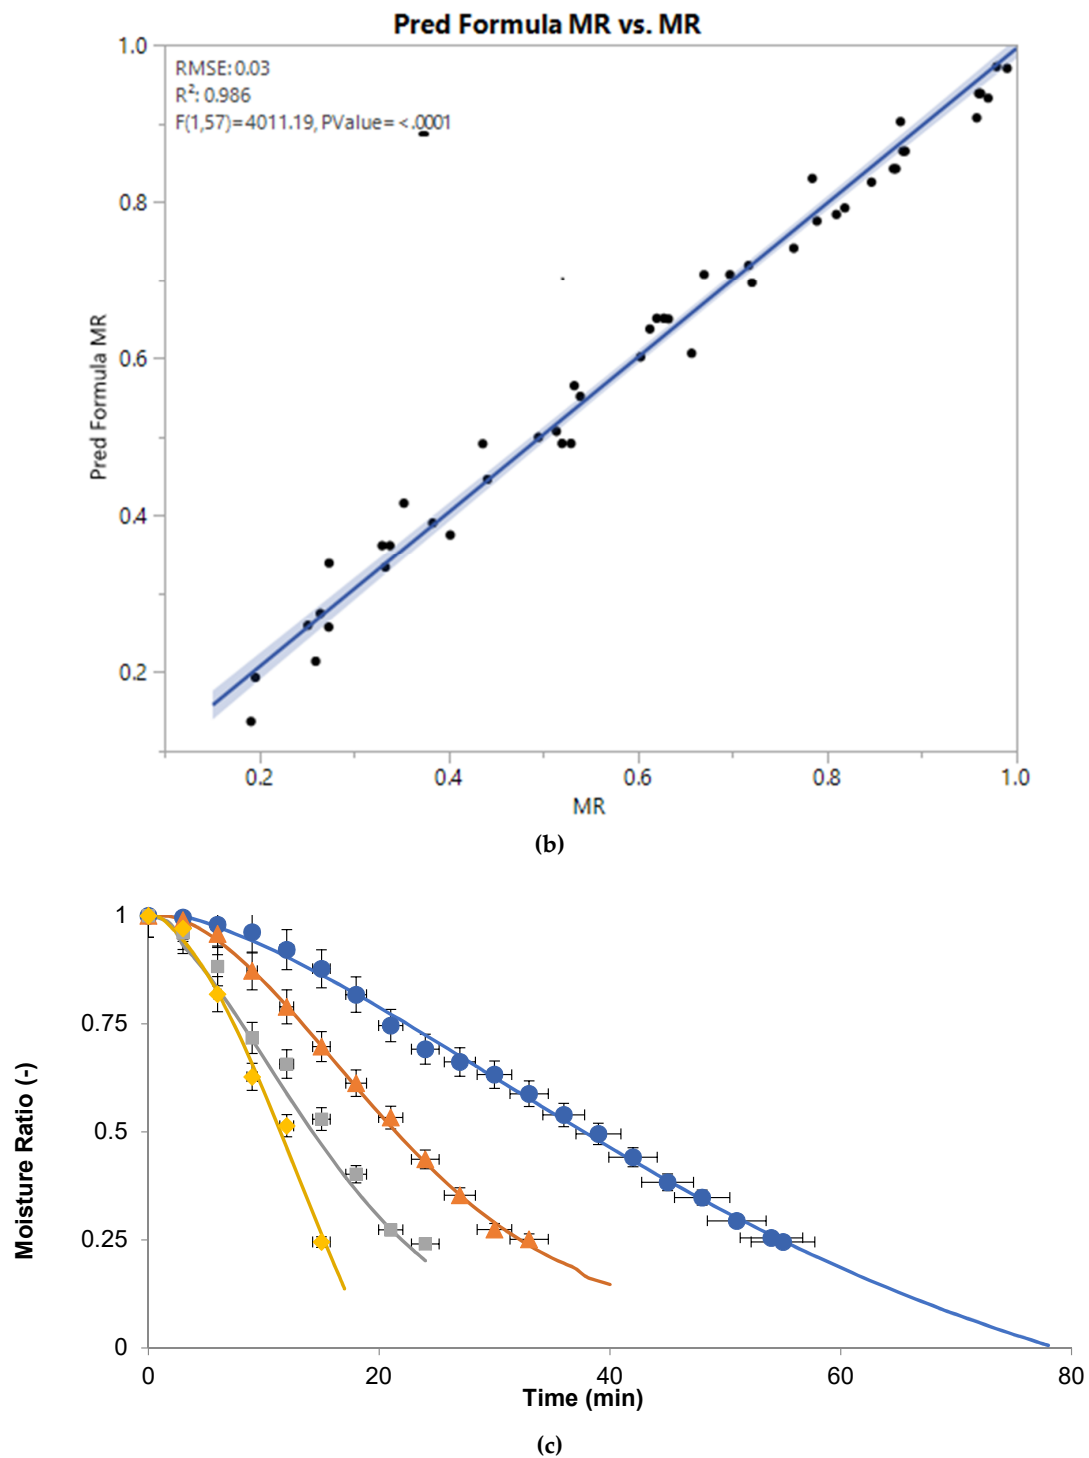 Pred Formula MR vs. MR
RMSE: 0.03
R²: 0.986
F(1,57)=4011.19, PValue=<.0001
1.0
0.8
0.6
0.4
0.2
Pred Formula MR
0.2 0.4 0.6 0.8 1.0
MR
(b)
1
0.75
0.5
0.25
0
Moisture Ratio (-)
0 20 40 60 80
Time (min)
(c)